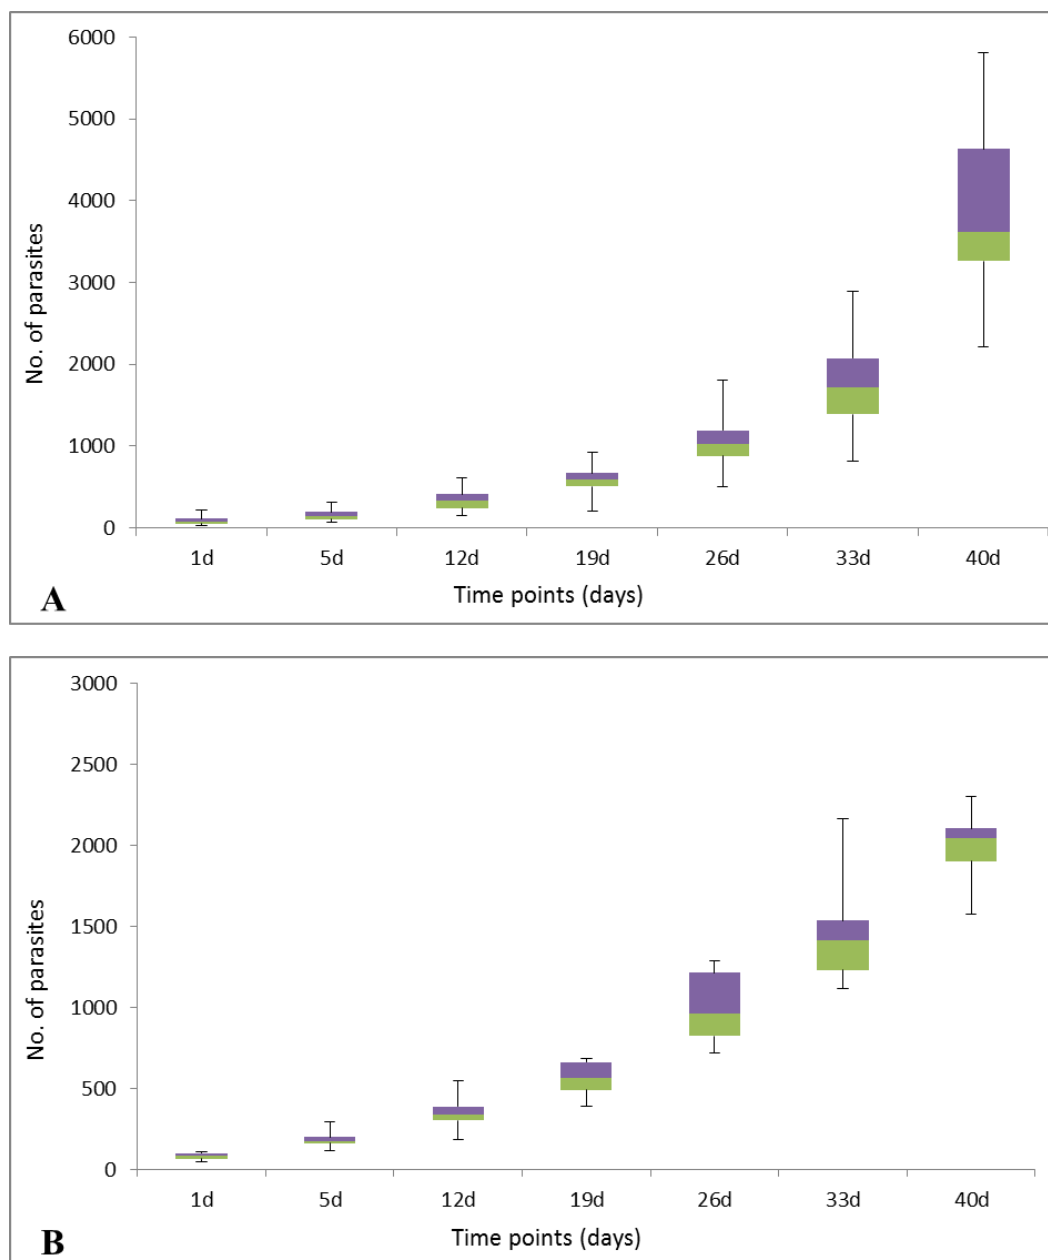 6000
5000
4000
3000
2000
1000
0
No. of parasites
1d 5d 12d 19d 26d 33d 40d
Time points (days)
A
3000
2500
2000
1500
1000
500
0
No. of parasites
1d 5d 12d 19d 26d 33d 40d
Time points (days)
B